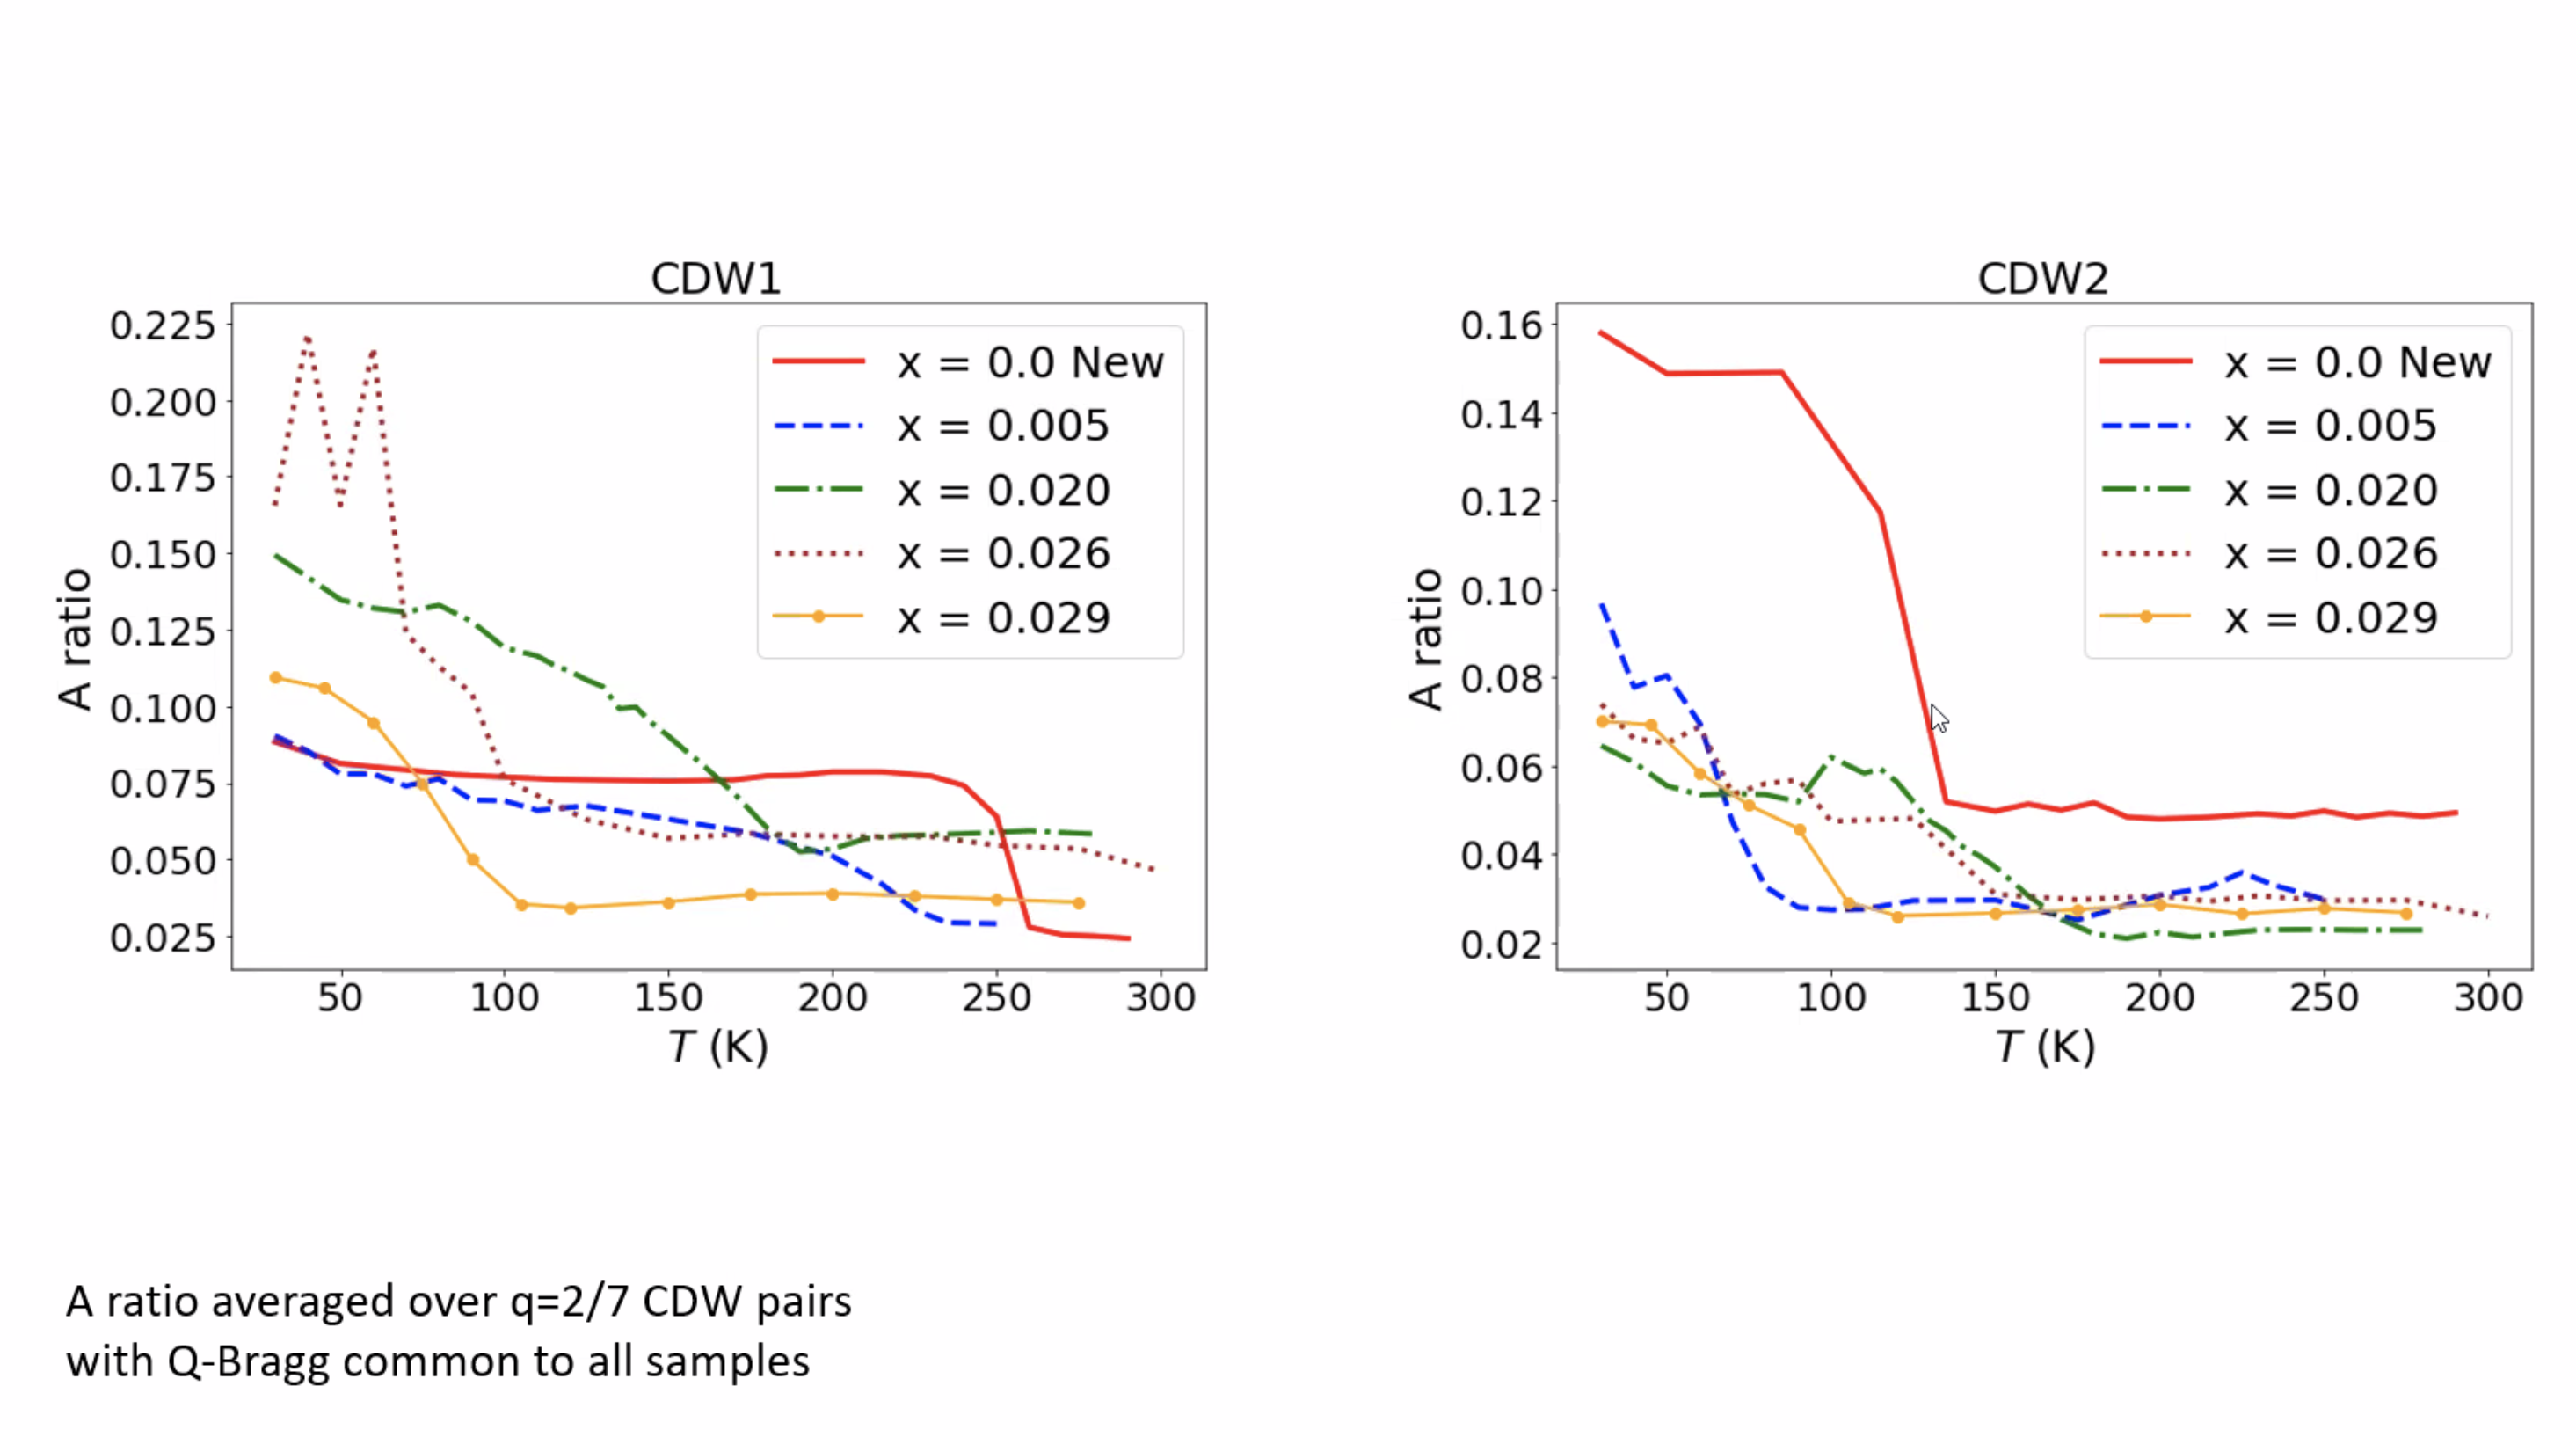 CDW1
0.225
0.200
0.175
0.150
0.125
0.100
0.075
0.050
0.025
A ratio
50 100 150 200 250 300
T (K)
x = 0.0 New
x = 0.005
x = 0.020
x = 0.026
x = 0.029
CDW2
0.16
0.14
0.12
0.10
0.08
0.06
0.04
0.02
A ratio
50 100 150 200 250 300
T (K)
x = 0.0 New
x = 0.005
x = 0.020
x = 0.026
x = 0.029
A ratio averaged over q=2/7 CDW pairs
with Q-Bragg common to all samples